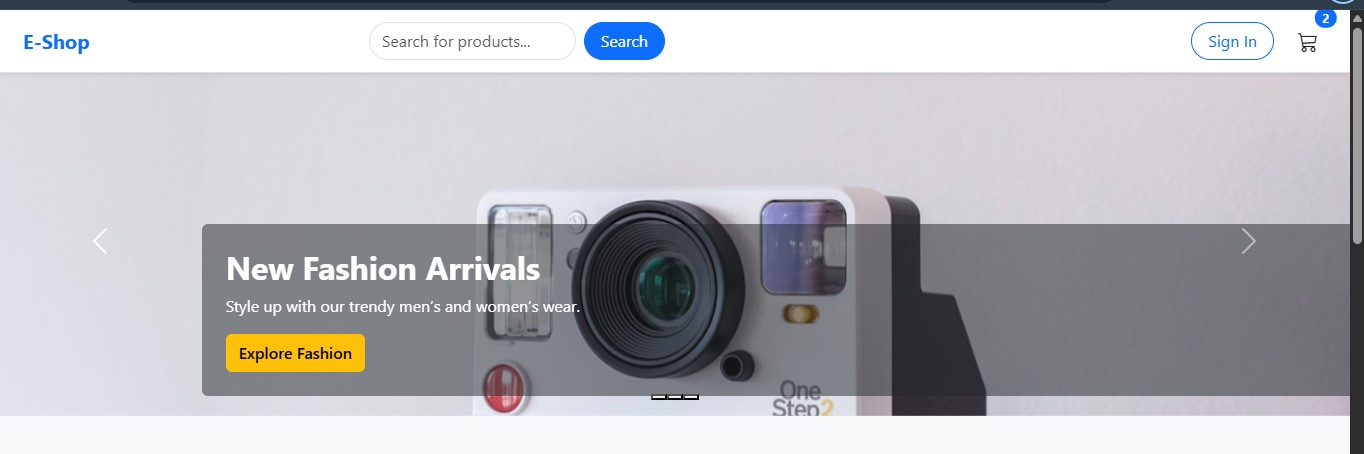 2
E-Shop
Search for products...
Search
Sign In
New Fashion Arrivals
Style up with our trendy men's and women's wear.
Explore Fashion
One
Step2